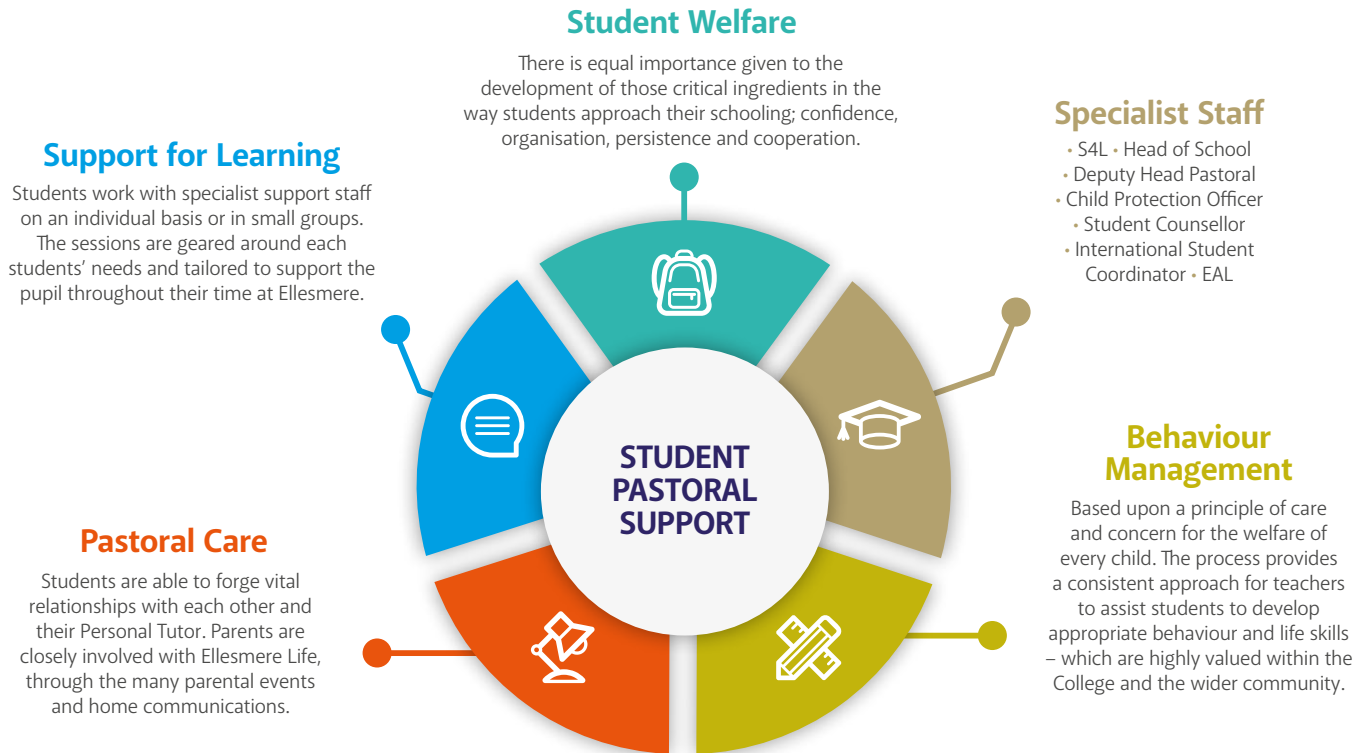 Student Welfare
There is equal importance given to the
development of those critical ingredients in the
way students approach their schooling; confidence,
organisation, persistence and cooperation.
Support for Learning
Students work with specialist support staff
on an individual basis or in small groups.
The sessions are geared around each
students’ needs and tailored to support the
pupil throughout their time at Ellesmere.
Specialist Staff
• S4L • Head of School
• Deputy Head Pastoral
• Child Protection Officer
• Student Counsellor
• International Student
Coordinator • EAL
STUDENT
PASTORAL
SUPPORT
Pastoral Care
Students are able to forge vital
relationships with each other and
their Personal Tutor. Parents are
closely involved with Ellesmere Life,
through the many parental events
and home communications.
Behaviour
Management
Based upon a principle of care
and concern for the welfare of
every child. The process provides
a consistent approach for teachers
to assist students to develop
appropriate behaviour and life skills
– which are highly valued within the
College and the wider community.